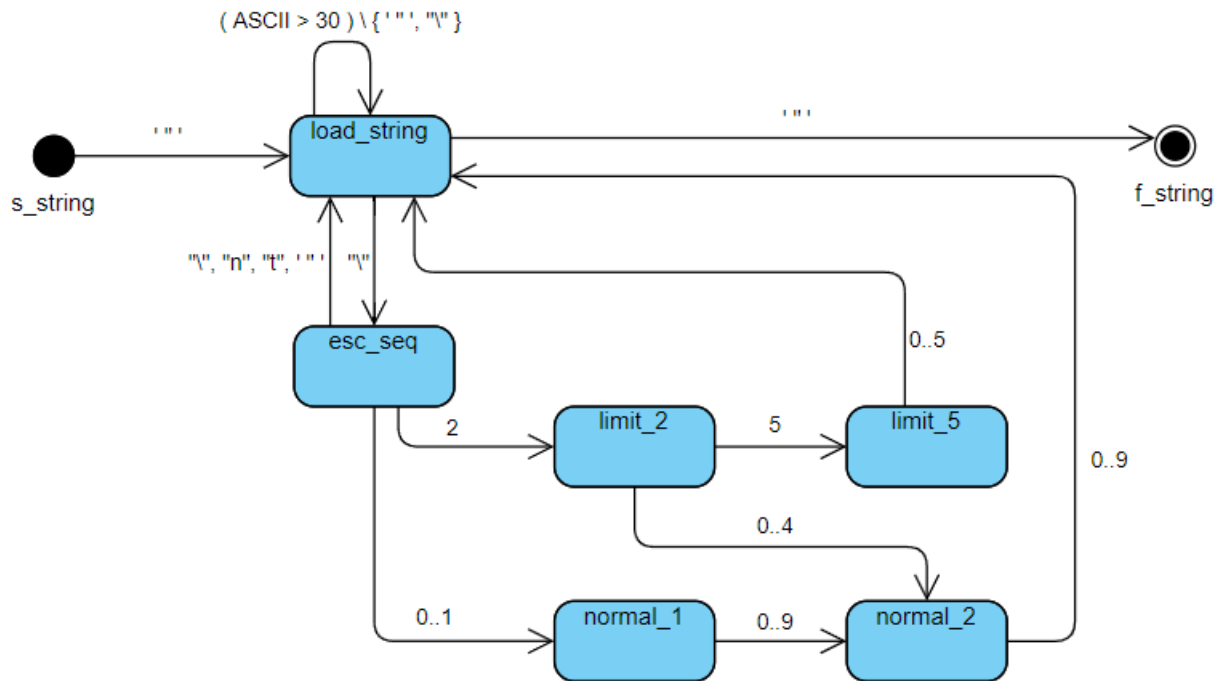 ( ASCII > 30 ) \ { ' " ', "\" }
load_string
' " '
' " '
s_string
f_string
"\", "n", "t", ' " '
"\"
esc_seq
0..5
2
limit_2
5
limit_5
0..9
0..4
0..1
normal_1
0..9
normal_2